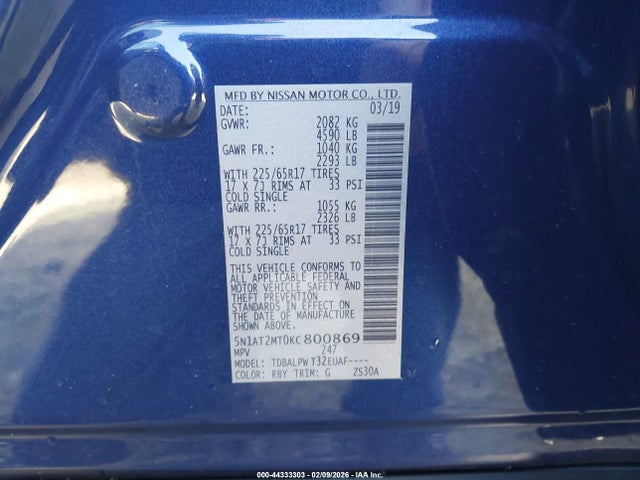 MFD BY NISSAN MOTOR CO., LTD.
DATE: 03/19
GVWR: 2082 KG
4590 LB
GAWR FR.: 1040 KG
2293 LB
WITH 225/65R17 TIRES
17 X 7J RIMS AT 33 PSI
COLD SINGLE
GAWR RR.: 1055 KG
2326 LB
WITH 225/65R17 TIRES
17 X 7J RIMS AT 33 PSI
COLD SINGLE
THIS VEHICLE CONFORMS TO
ALL APPLICABLE FEDERAL
MOTOR VEHICLE SAFETY AND
THEFT PREVENTION
STANDARDS IN EFFECT ON
THE DATE OF MANUFACTURE
SHOWN ABOVE.
5N1AT2MT0KC800869
MPV 247
MODEL: TDBALPW T32EUAF----
COLOR: RBY TRIM: G ZS30A
000-44333303 - 02/09/2026 - IAA Inc.